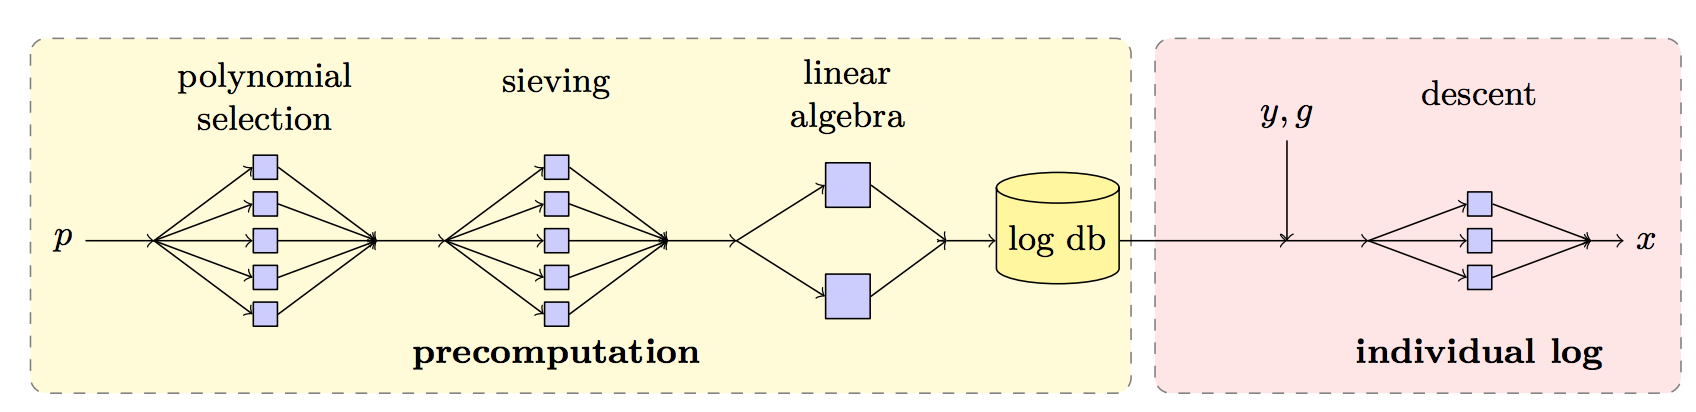 polynomial
selection
sieving
linear
algebra
p
log db
precomputation
descent
y, g
x
individual log